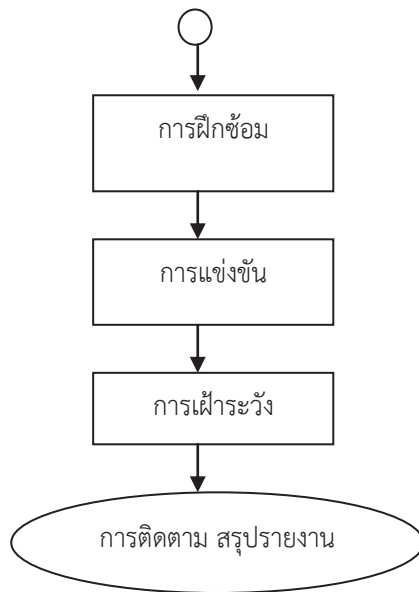 การฝึกซ้อม
การแข่งขัน
การเฝ้าระวัง
การติดตาม สรุปรายงาน